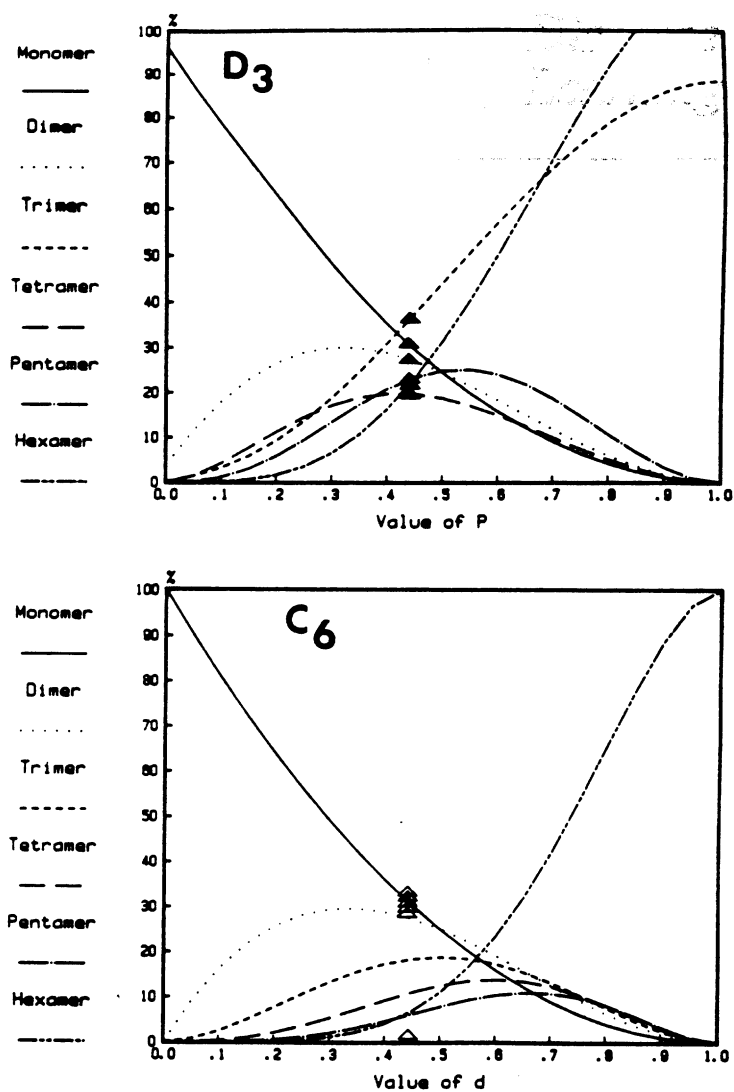 %
100
Monomer
90
D3
80
Dimer
70
Trimer
60
50
Tetramer
40
30
Pentamer
20
Hexamer
10
0
0.0 .1 .2 .3 .4 .5 .6 .7 .8 .9 1.0
Value of P
%
100
Monomer
90
C6
80
Dimer
70
Trimer
60
50
Tetramer
40
30
Pentamer
20
Hexamer
10
0
0.0 .1 .2 .3 .4 .5 .6 .7 .8 .9 1.0
Value of d